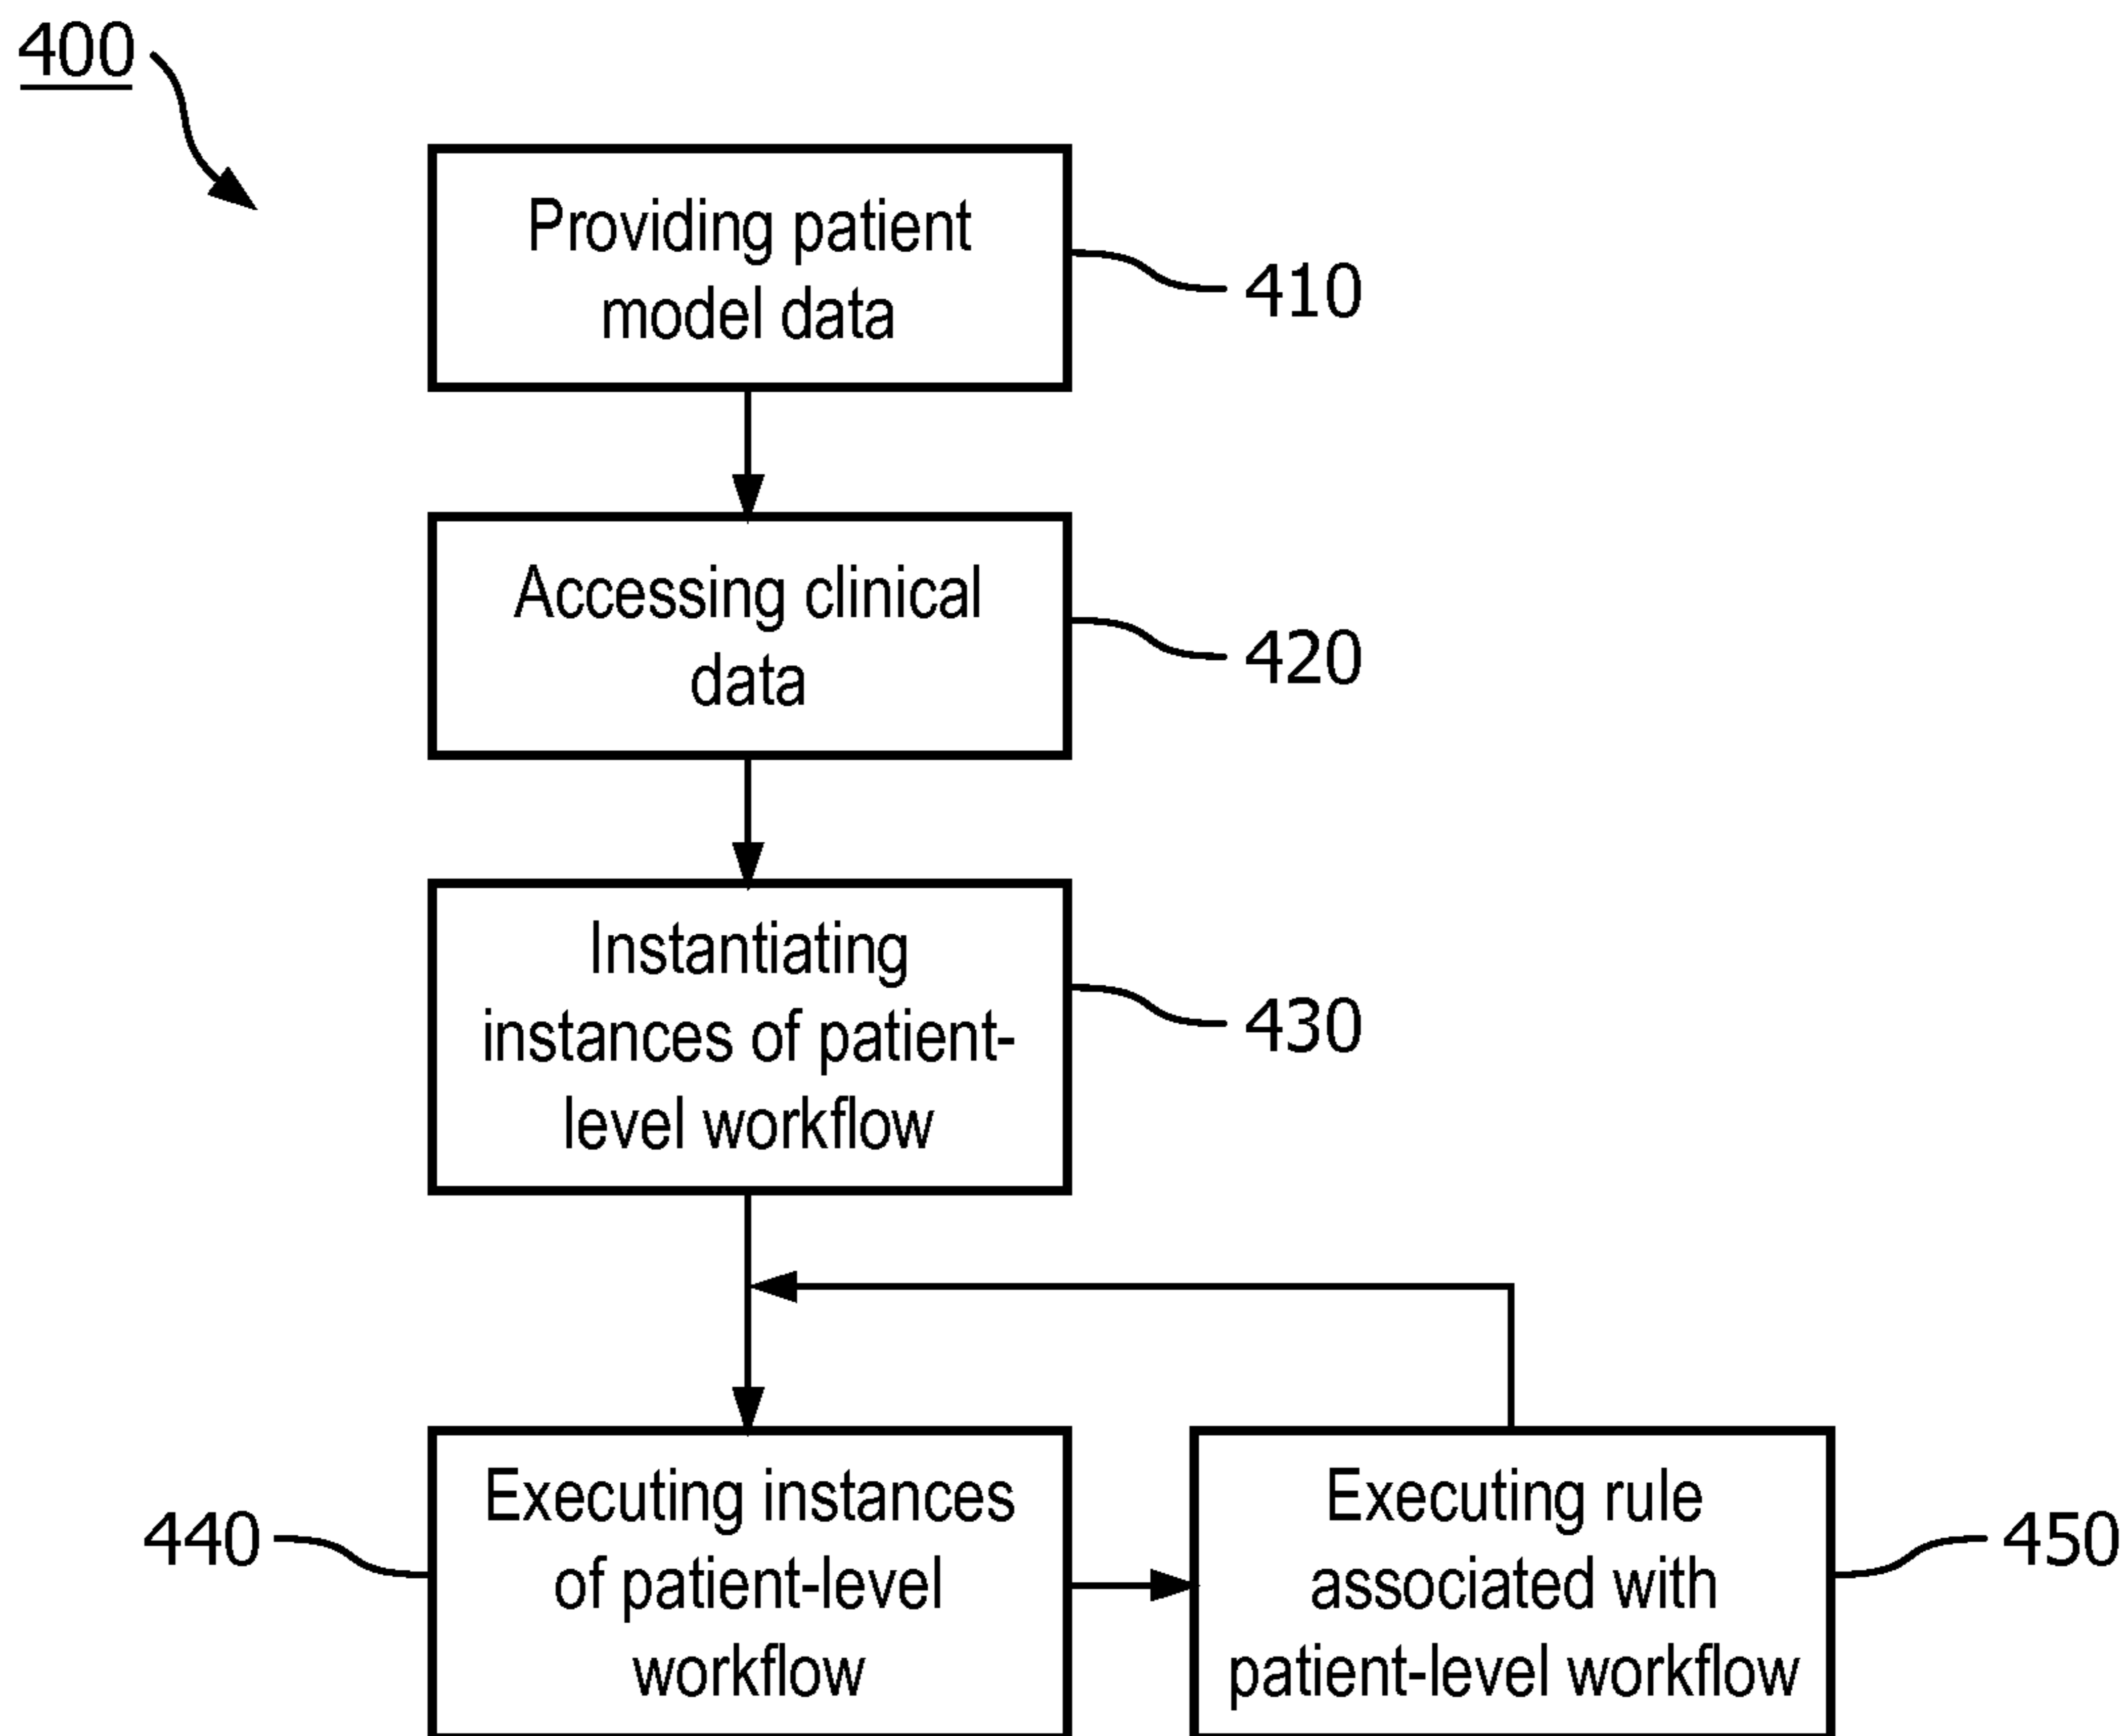 400
Providing patient
model data
410
Accessing clinical
data
420
Instantiating
instances of patient-
level workflow
430
440
Executing instances
of patient-level
workflow
Executing rule
associated with
patient-level workflow
450